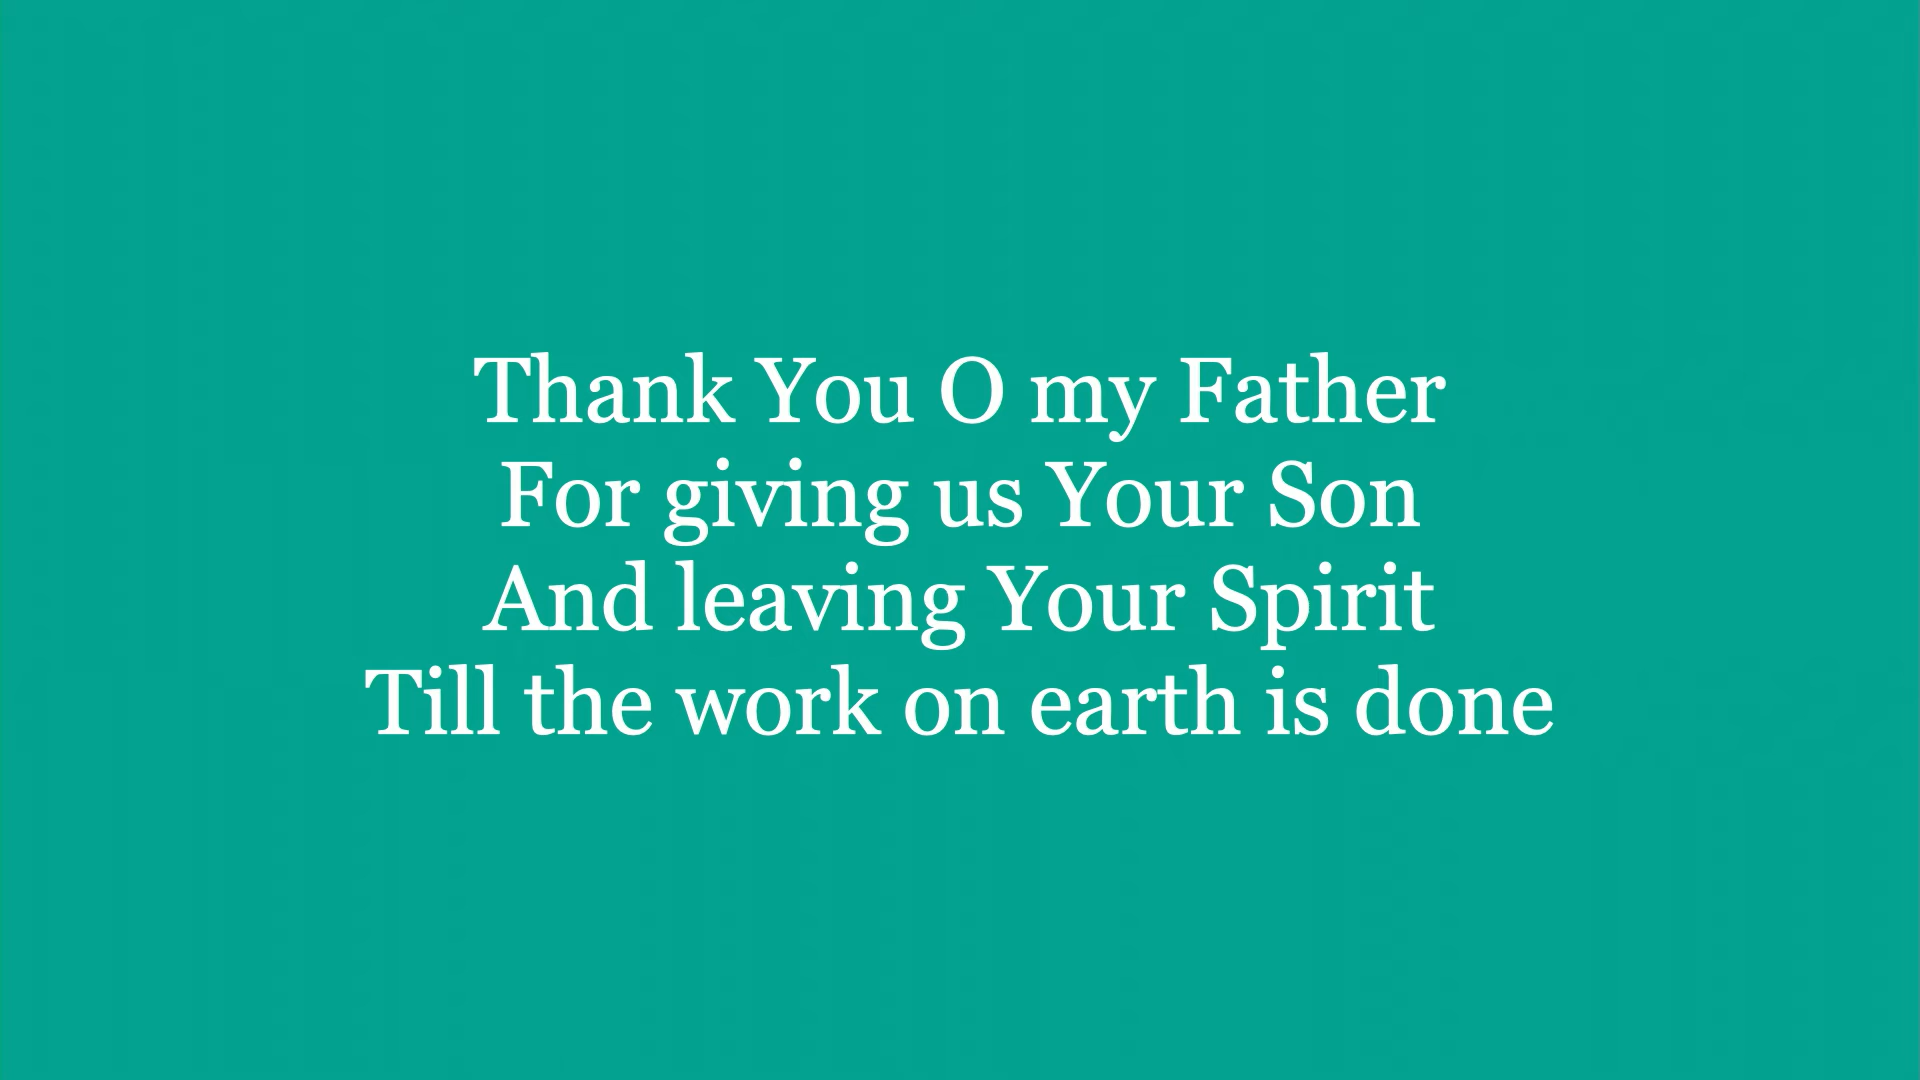 Thank You O my Father
For giving us Your Son
And leaving Your Spirit
Till the work on earth is done